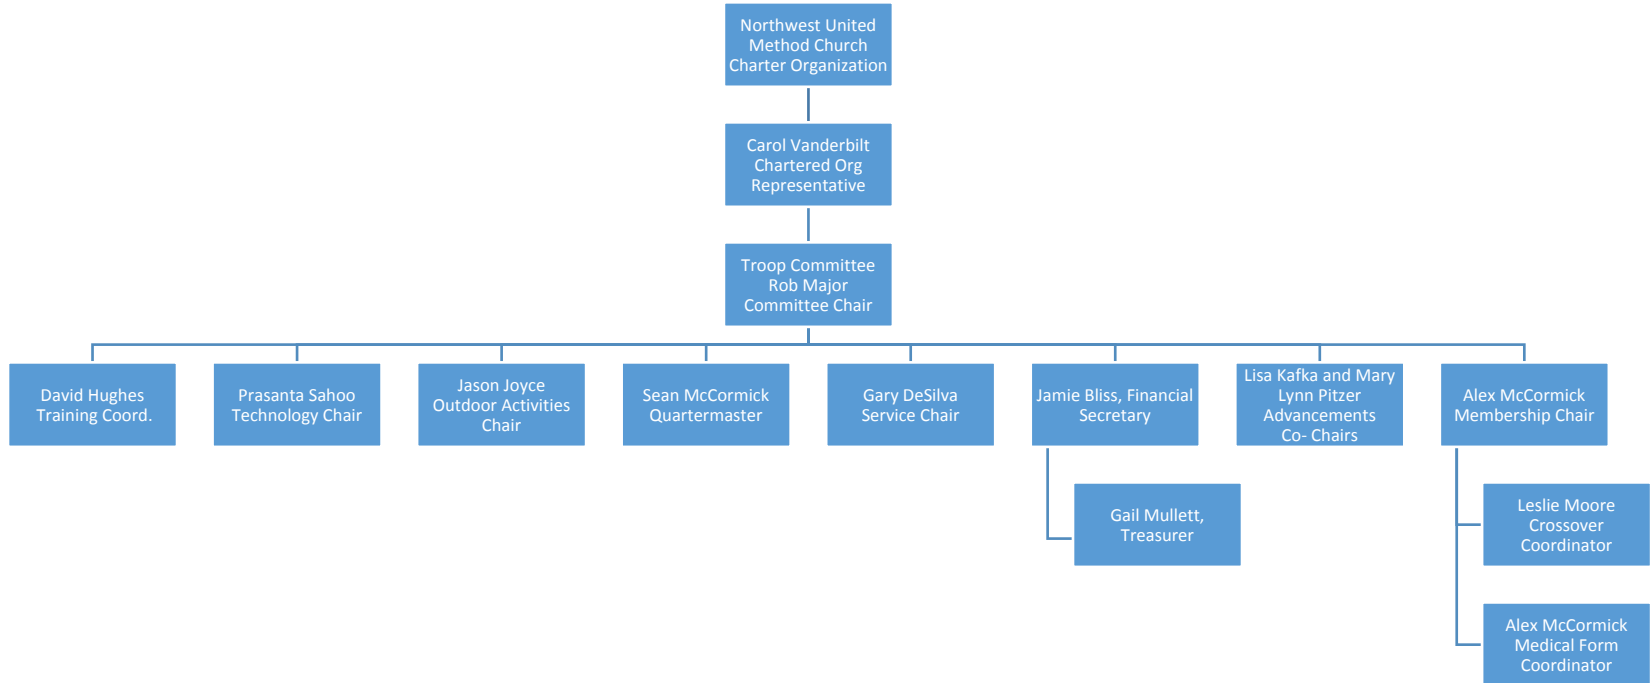 Northwest United
Method Church
Charter Organization
Carol Vanderbilt
Chartered Org
Representative
Troop Committee
Rob Major
Committee Chair
David Hughes
Training Coord.
Prasanta Sahoo
Technology Chair
Jason Joyce
Outdoor Activities
Chair
Sean McCormick
Quartermaster
Gary DeSilva
Service Chair
Jamie Bliss, Financial
Secretary
Lisa Kafka and Mary
Lynn Pitzer
Advancements
Co- Chairs
Alex McCormick
Membership Chair
Gail Mullett,
Treasurer
Leslie Moore
Crossover
Coordinator
Alex McCormick
Medical Form
Coordinator